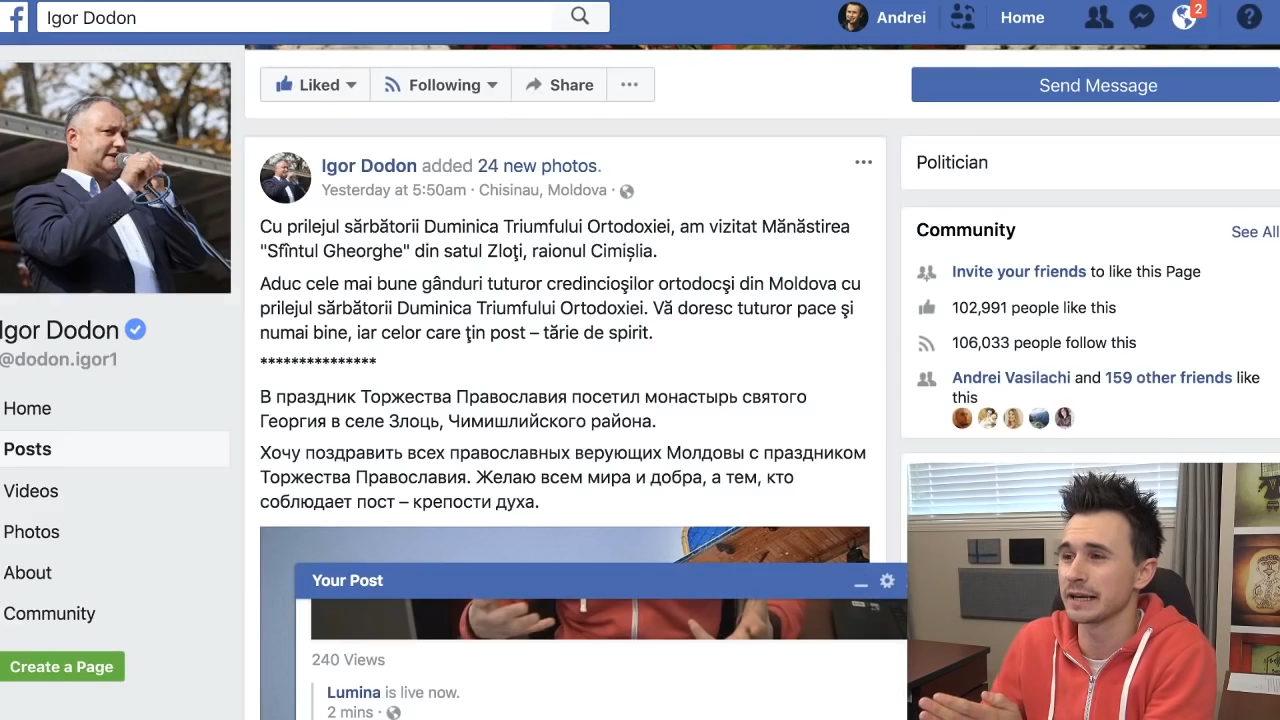 Igor Dodon
Andrei
Home
2
Liked
Following
Share
Send Message
Igor Dodon added 24 new photos.
Yesterday at 5:50am · Chisinau, Moldova ·
Cu prilejul sărbătorii Duminica Triumfului Ortodoxiei, am vizitat Mănăstirea
"Sfîntul Gheorghe" din satul Zloţi, raionul Cimișlia.
Aduc cele mai bune gânduri tuturor credincioşilor ortodocşi din Moldova cu
prilejul sărbătorii Duminica Triumfului Ortodoxiei. Vă doresc tuturor pace şi
numai bine, iar celor care ţin post – tărie de spirit.
***************
В праздник Торжества Православия посетил монастырь святого
Георгия в селе Злоць, Чимишлийского района.
Хочу поздравить всех православных верующих Молдовы с праздником
Торжества Православия. Желаю всем мира и добра, а тем, кто
соблюдает пост – крепости духа.
Igor Dodon
@dodon.igor1
Home
Posts
Videos
Photos
About
Community
Create a Page
Politician
Community
See All
Invite your friends to like this Page
102,991 people like this
106,033 people follow this
Andrei Vasilachi and 159 other friends like
this
Your Post
240 Views
Lumina is live now.
2 mins ·